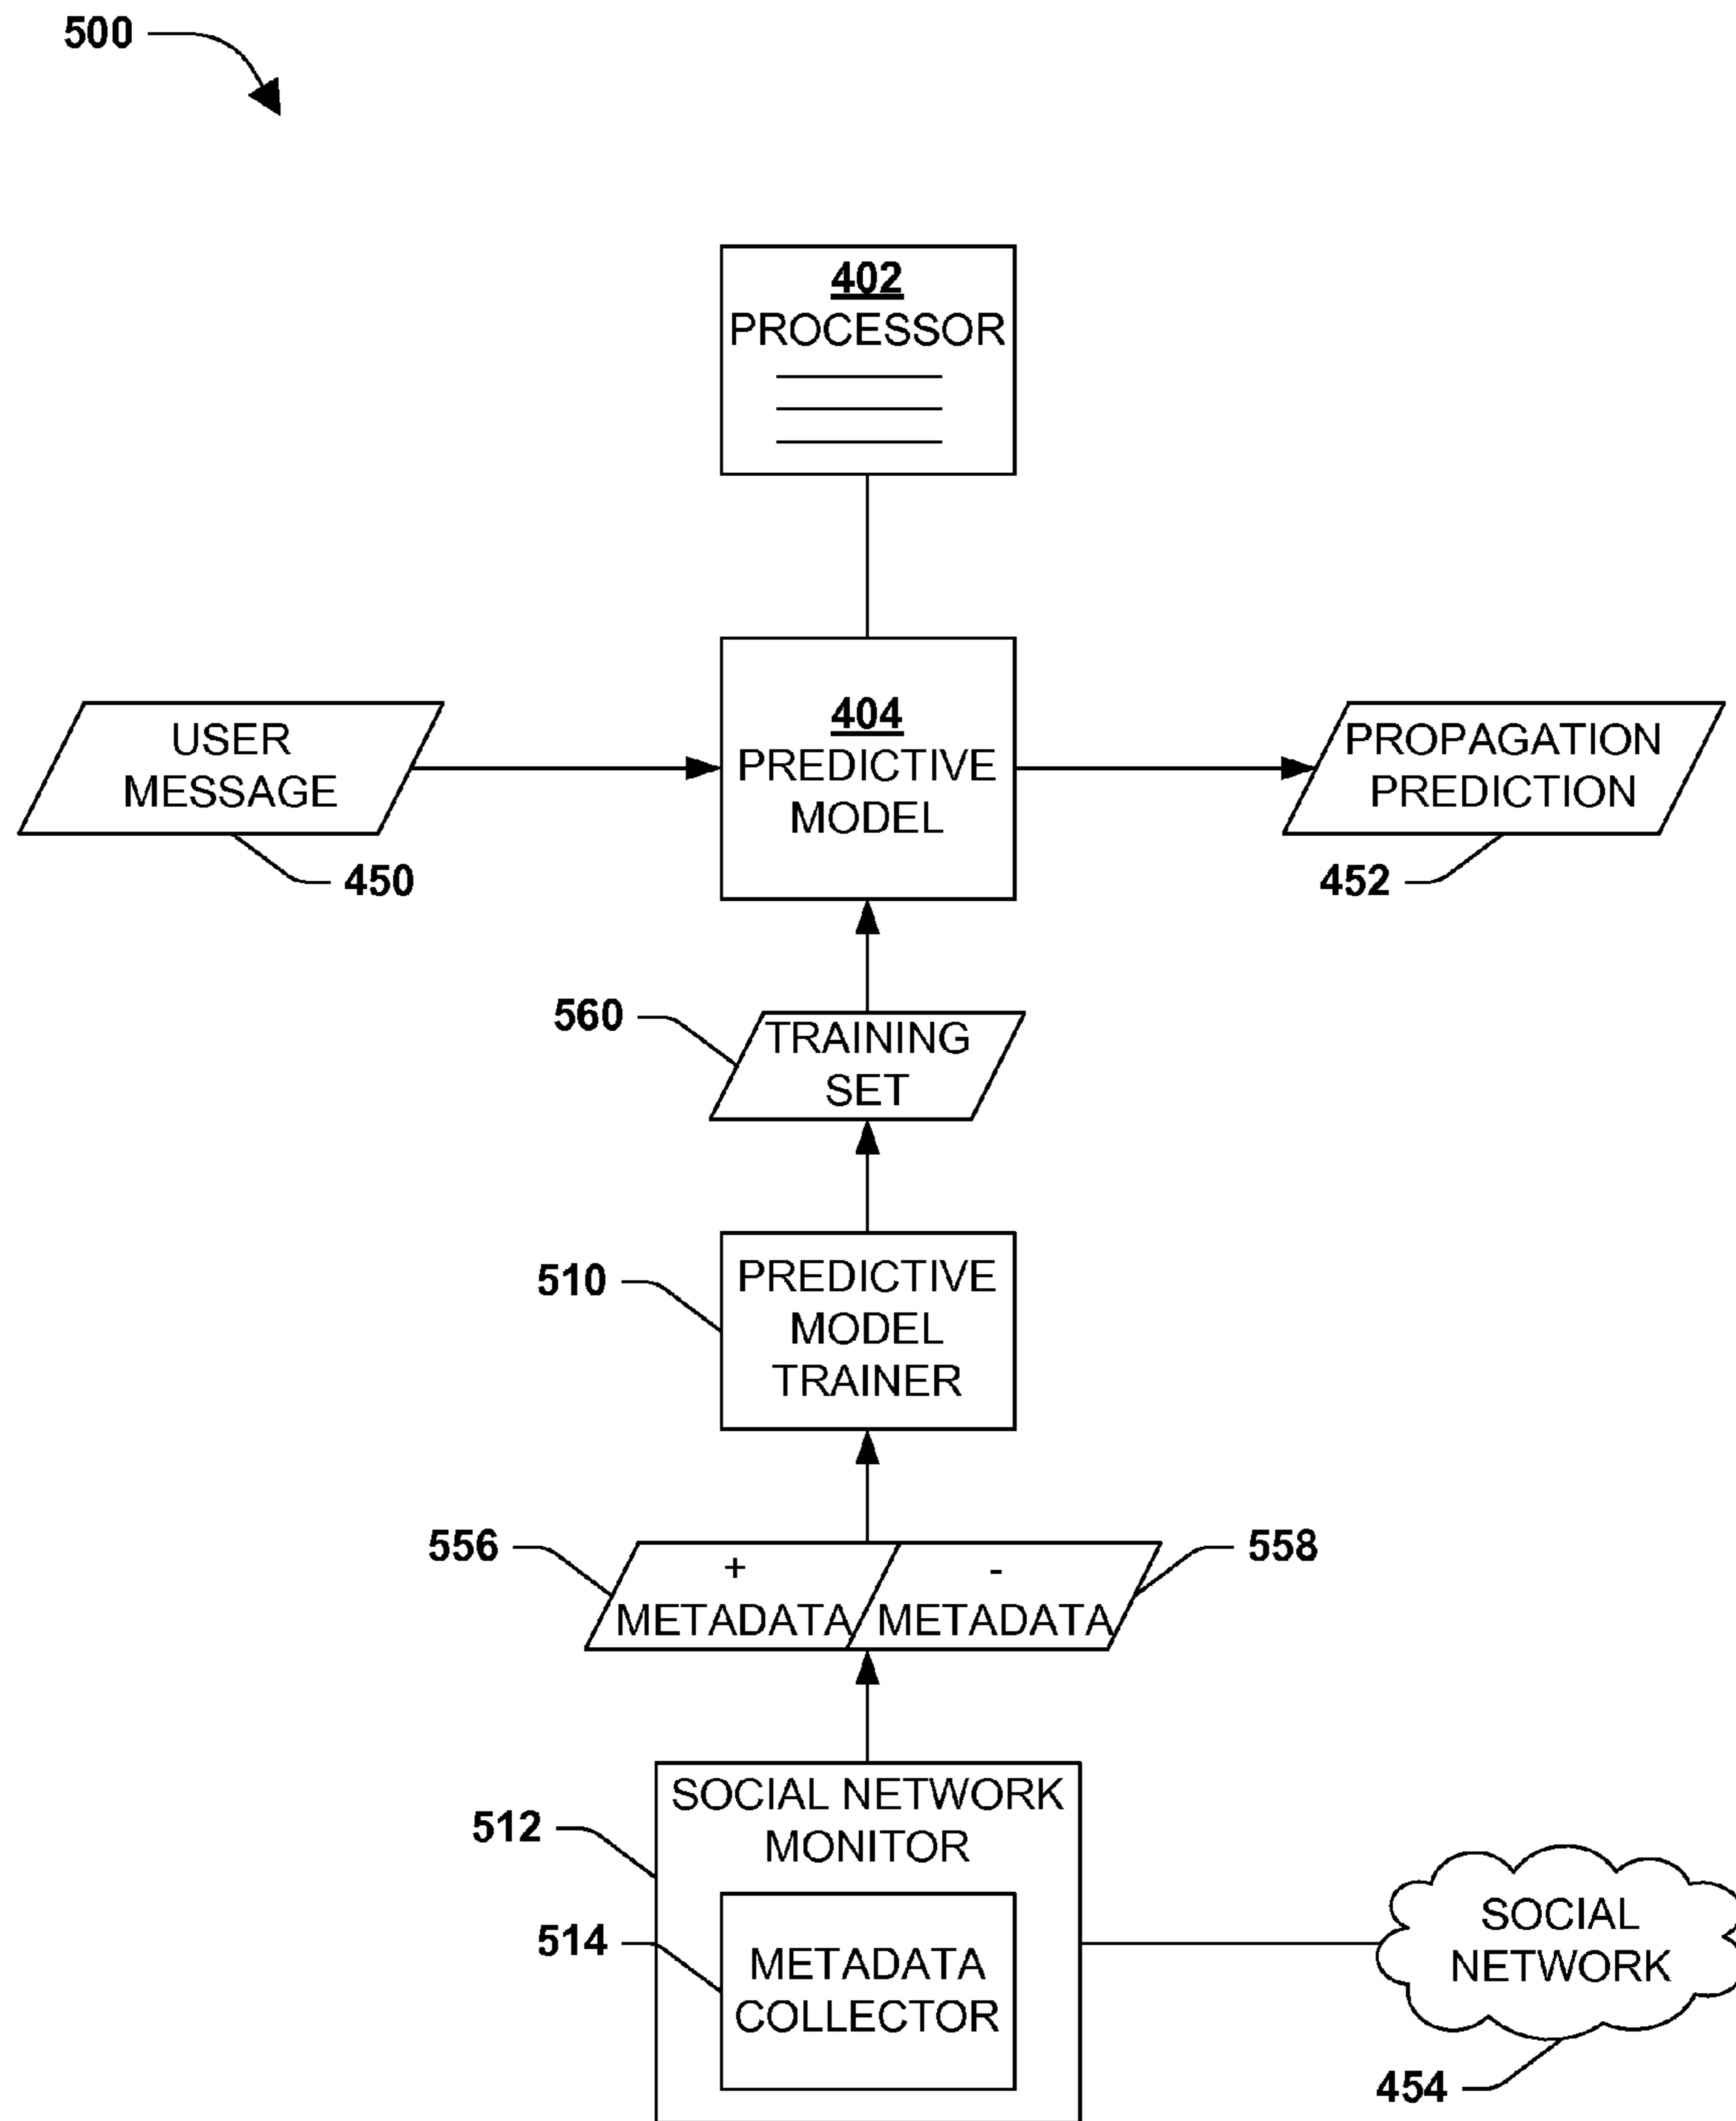 500
402
PROCESSOR
404
PREDICTIVE
MODEL
USER
MESSAGE
450
PROPAGATION
PREDICTION
452
560
TRAINING
SET
510
PREDICTIVE
MODEL
TRAINER
556
+
METADATA
-
METADATA
558
512
SOCIAL NETWORK
MONITOR
514
METADATA
COLLECTOR
SOCIAL
NETWORK
454